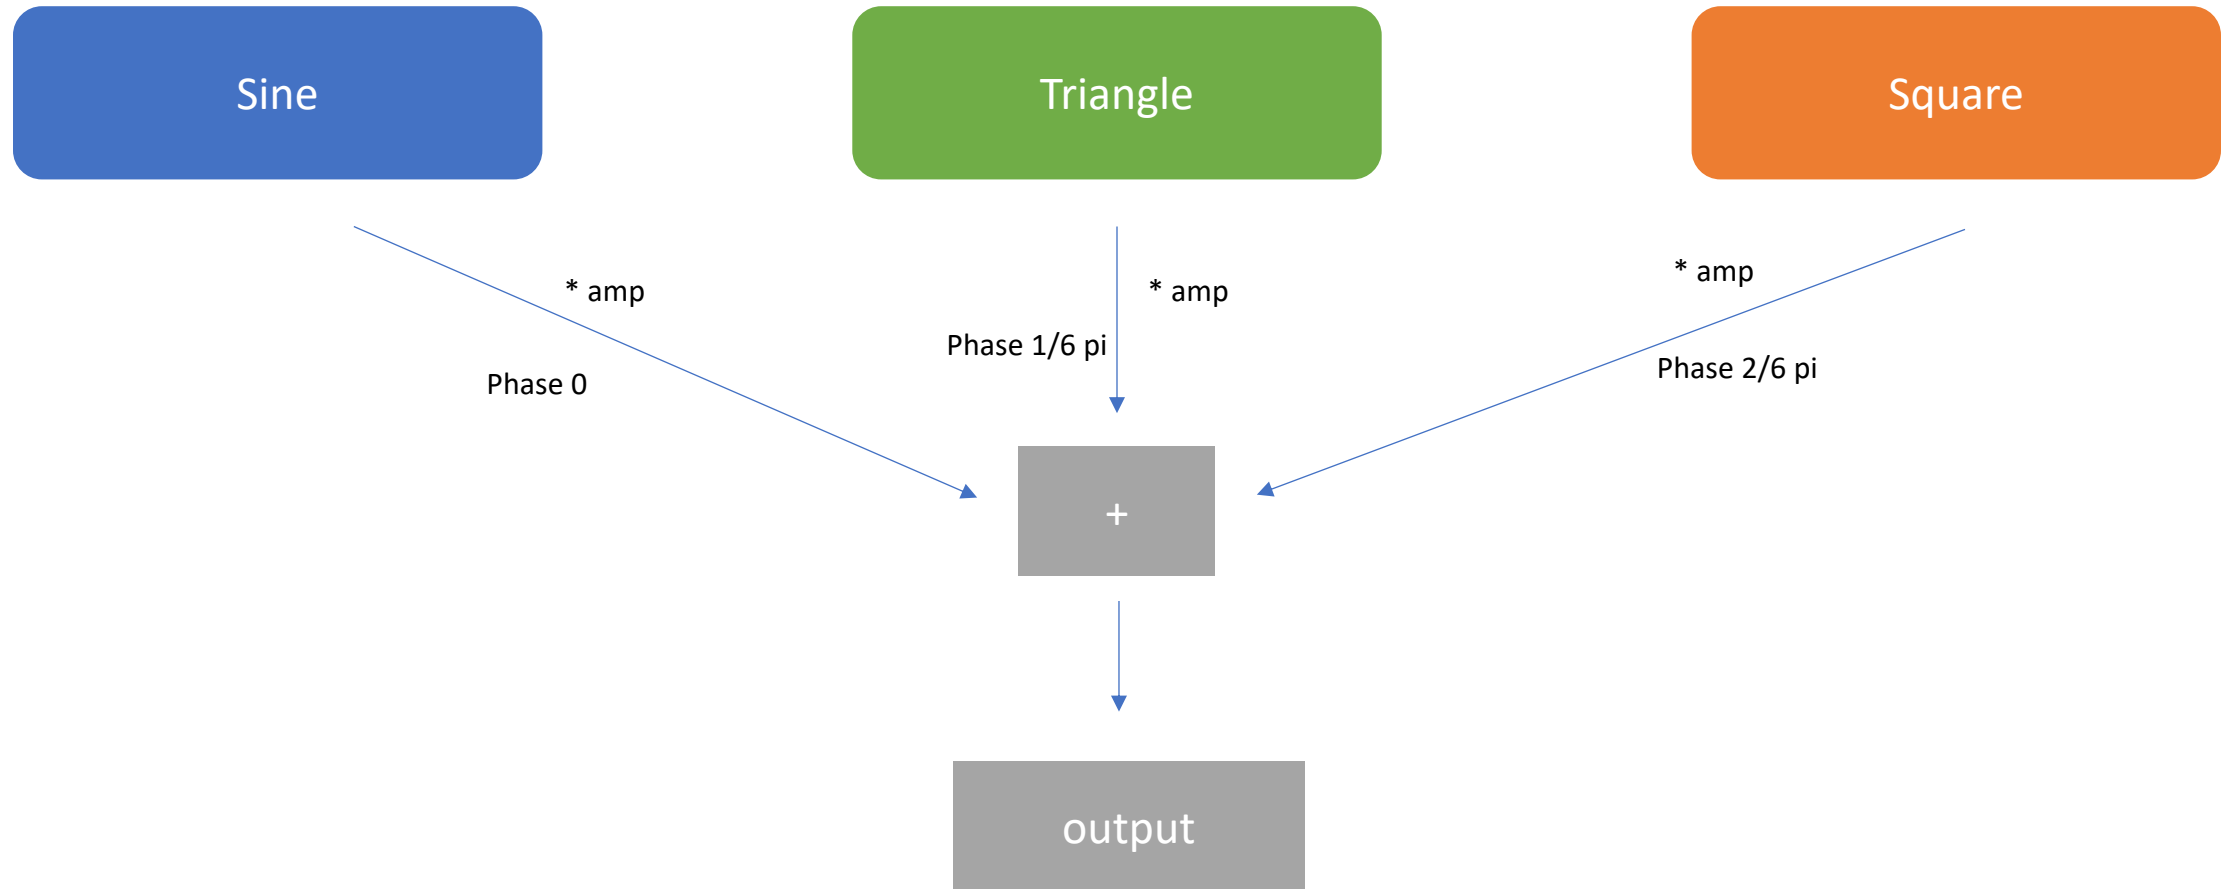 Sine
Triangle
Square
* amp
* amp
* amp
Phase 1/6 pi
Phase 0
Phase 2/6 pi
+
output